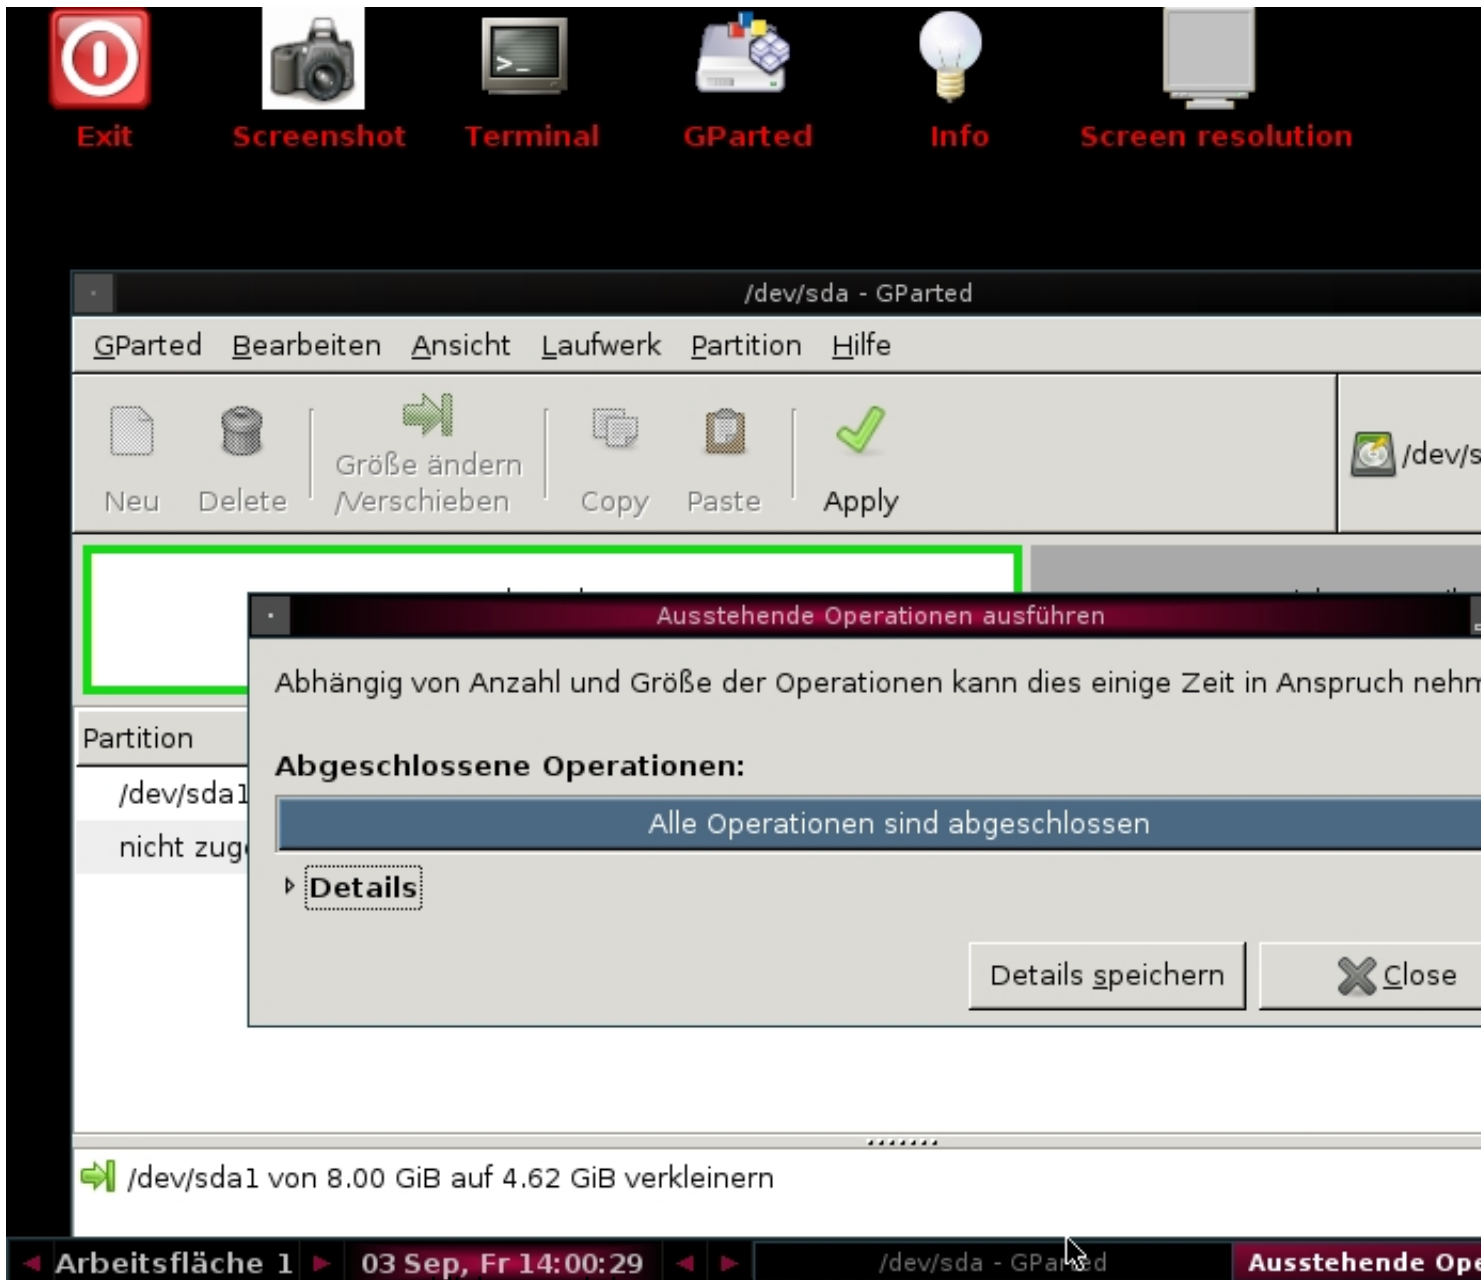 Exit Screenshot Terminal GParted Info Screen resolution
/dev/sda - GParted
GParted Bearbeiten Ansicht Laufwerk Partition Hilfe
Größe ändern
Neu Delete /Verschieben Copy Paste Apply
Ausstehende Operationen ausführen
Abhängig von Anzahl und Größe der Operationen kann dies einige Zeit in Anspruch
Partition
Abgeschlossene Operationen:
/dev/sda1
Alle Operationen sind abgeschlossen
nicht
Details
Details speichern Close
/dev/sda1 von 8.00 GiB auf 4.62 GiB verkleinern
Arbeitsfläche 1 03 Sep, Fr 14:00:29 /dev/sda - GParted Ausstehende